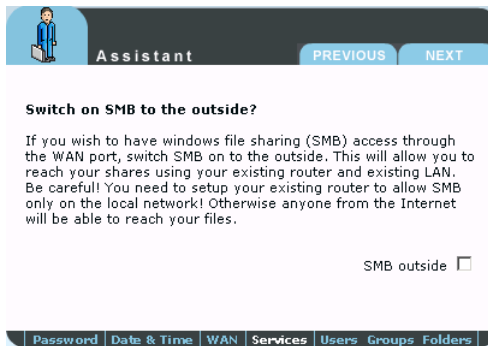 Assistant
PREVIOUS
NEXT
Switch on SMB to the outside?
If you wish to have windows file sharing (SMB) access through
the WAN port, switch SMB on to the outside. This will allow you to
reach your shares using your existing router and existing LAN.
Be careful! You need to setup your existing router to allow SMB
only on the local network! Otherwise anyone from the Internet
will be able to reach your files.
SMB outside
Password | Date & Time | WAN | Services | Users Groups Folders